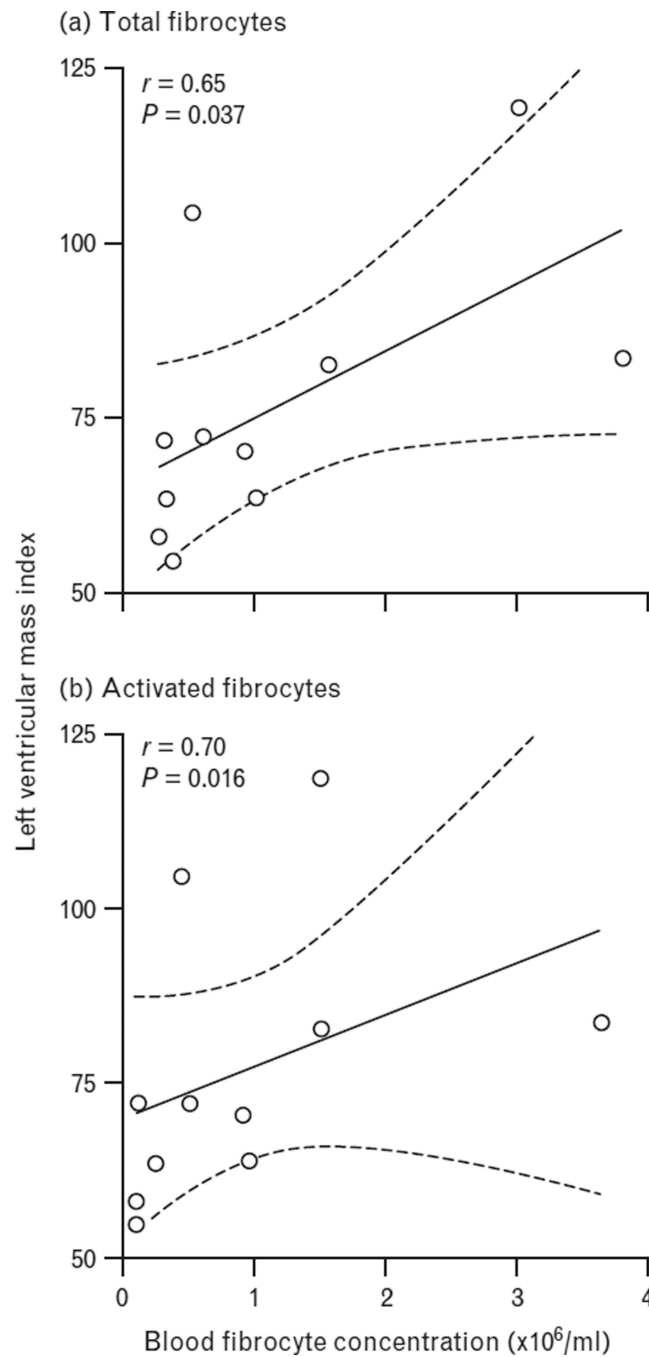 (a) Total fibrocytes
125
r = 0.65
P = 0.037
100
75
50
Left ventricular mass index
(b) Activated fibrocytes
125
r = 0.70
P = 0.016
100
75
50
0 1 2 3 4
Blood fibrocyte concentration (x10⁶/ml)